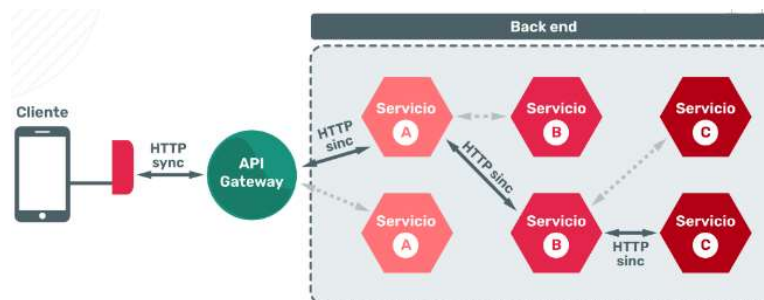 Back end
Cliente
HTTP
sync
API
Gateway
HTTP
sinc
Servicio
A
Servicio
B
Servicio
C
HTTP sinc
Servicio
A
Servicio
B
HTTP
sinc
Servicio
C